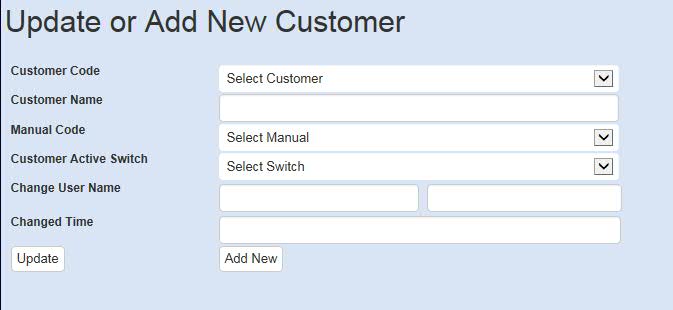 Update or Add New Customer
Customer Code Select Customer
Customer Name
Manual Code Select Manual
Customer Active Switch Select Switch
Change User Name
Changed Time
Update Add New